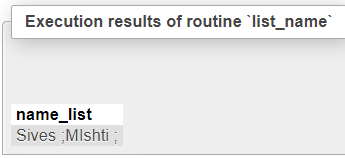 Execution results of routine `list_name`
name_list
Sives ;MIshti ;